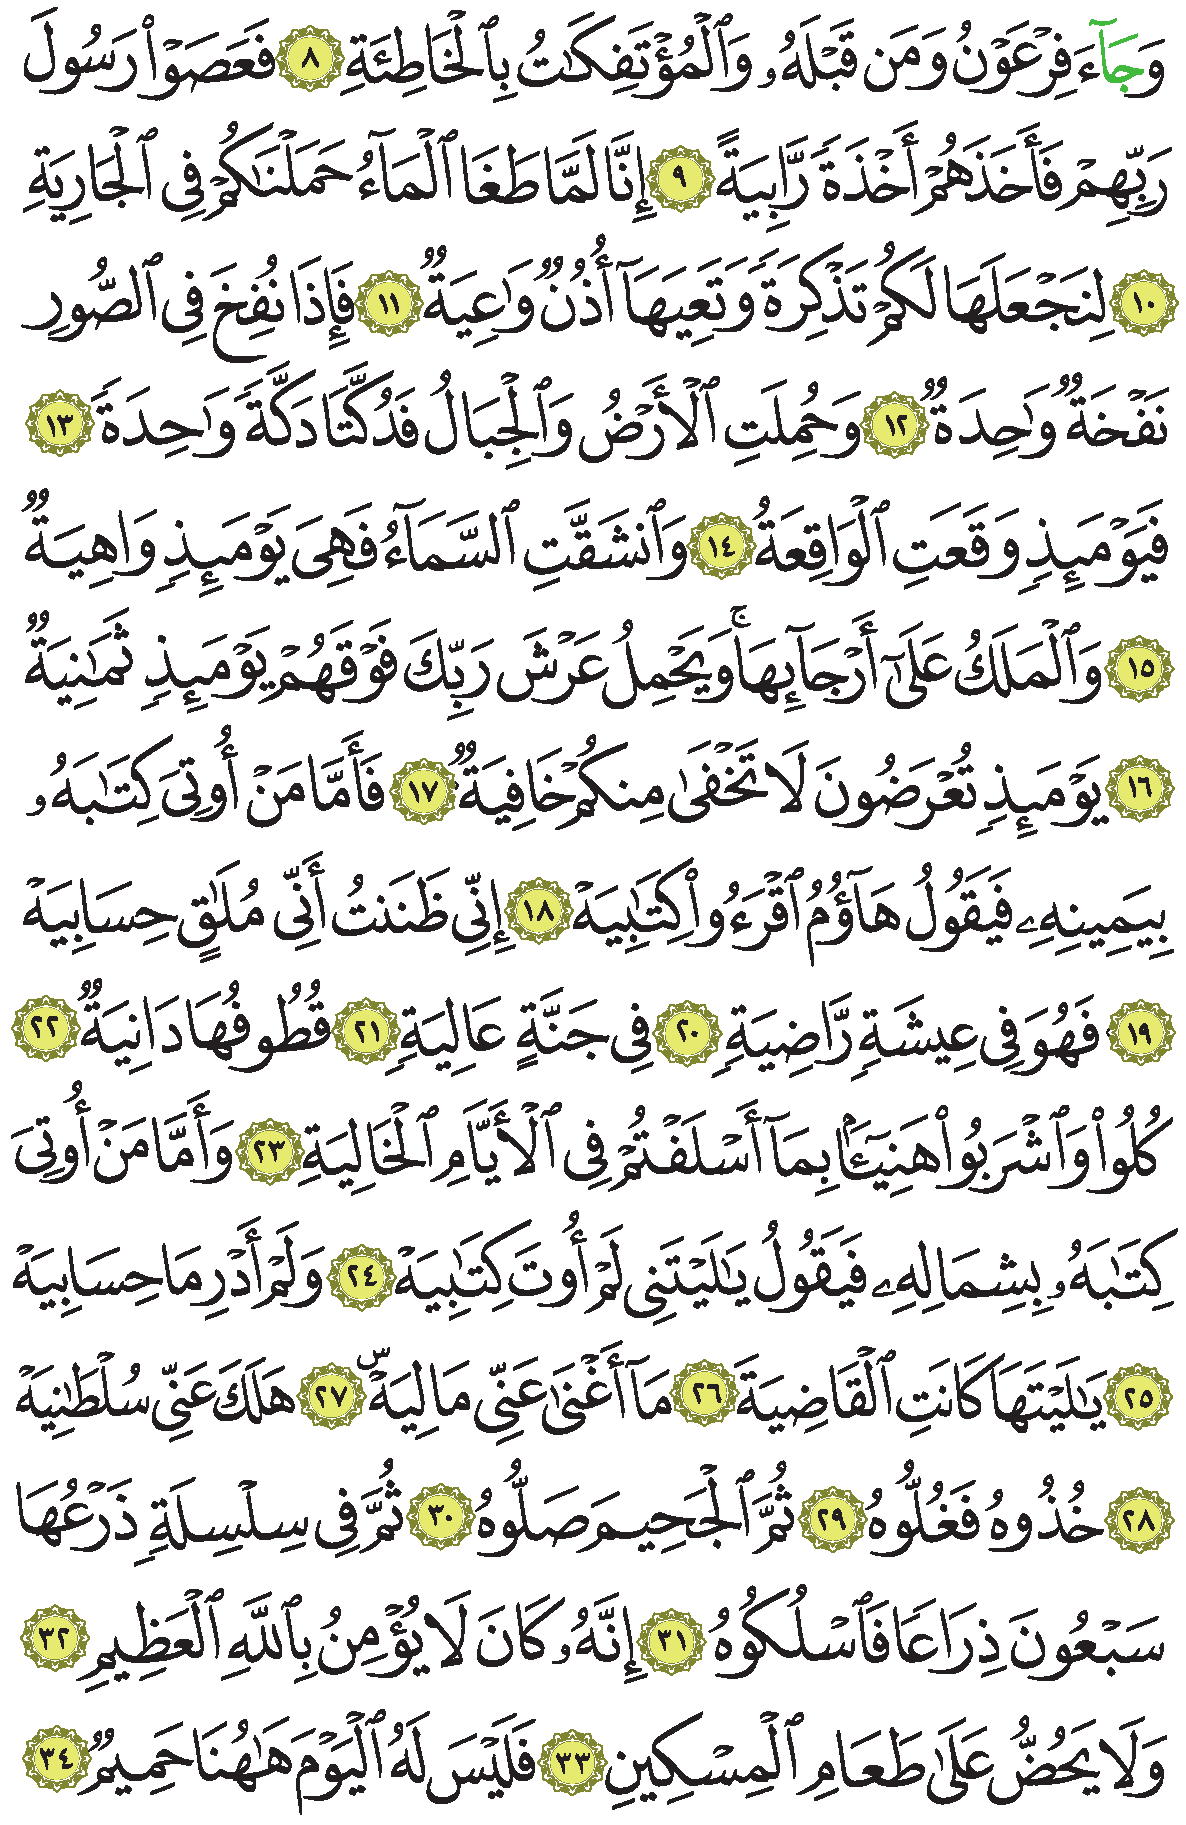 وَجَآءَ فِرْعَوْنُ وَمَن قَبْلَهُۥ وَٱلْمُؤْتَفِكَٰتُ بِٱلْخَاطِئَةِ ٨ فَعَصَوْا۟ رَسُولَ
رَبِّهِمْ فَأَخَذَهُمْ أَخْذَةً رَّابِيَةً ٩ إِنَّا لَمَّا طَغَا ٱلْمَآءُ حَمَلْنَٰكُمْ فِى ٱلْجَارِيَةِ
١٠ لِنَجْعَلَهَا لَكُمْ تَذْكِرَةً وَتَعِيَهَآ أُذُنٌ وَٰعِيَةٌ ١١ فَإِذَا نُفِخَ فِى ٱلصُّورِ
نَفْخَةٌ وَٰحِدَةٌ ١٢ وَحُمِلَتِ ٱلْأَرْضُ وَٱلْجِبَالُ فَدُكَّتَا دَكَّةً وَٰحِدَةً ١٣
فَيَوْمَئِذٍ وَقَعَتِ ٱلْوَاقِعَةُ ١٤ وَٱنشَقَّتِ ٱلسَّمَآءُ فَهِىَ يَوْمَئِذٍ وَاهِيَةٌ
١٥ وَٱلْمَلَكُ عَلَىٰٓ أَرْجَآئِهَا ۚ وَيَحْمِلُ عَرْشَ رَبِّكَ فَوْقَهُمْ يَوْمَئِذٍ ثَمَٰنِيَةٌ
١٦ يَوْمَئِذٍ تُعْرَضُونَ لَا تَخْفَىٰ مِنكُمْ خَافِيَةٌ ١٧ فَأَمَّا مَنْ أُوتِىَ كِتَٰبَهُۥ
بِيَمِينِهِۦ فَيَقُولُ هَآؤُمُ ٱقْرَءُوا۟ كِتَٰبِيَهْ ١٨ إِنِّى ظَنَنتُ أَنِّى مُلَٰقٍ حِسَابِيَهْ
١٩ فَهُوَ فِى عِيشَةٍ رَّاضِيَةٍ ٢٠ فِى جَنَّةٍ عَالِيَةٍ ٢١ قُطُوفُهَا دَانِيَةٌ ٢٢
كُلُوا۟ وَٱشْرَبُوا۟ هَنِيٓـًٔۢا بِمَآ أَسْلَفْتُمْ فِى ٱلْأَيَّامِ ٱلْخَالِيَةِ ٢٣ وَأَمَّا مَنْ أُوتِىَ
كِتَٰبَهُۥ بِشِمَالِهِۦ فَيَقُولُ يَٰلَيْتَنِى لَمْ أُوتَ كِتَٰبِيَهْ ٢٤ وَلَمْ أَدْرِ مَا حِسَابِيَهْ
٢٥ يَٰلَيْتَهَا كَانَتِ ٱلْقَاضِيَةَ ٢٦ مَآ أَغْنَىٰ عَنِّى مَالِيَهْ ۜ ٢٧ هَلَكَ عَنِّى سُلْطَٰنِيَهْ
٢٨ خُذُوهُ فَغُلُّوهُ ٢٩ ثُمَّ ٱلْجَحِيمَ صَلُّوهُ ٣٠ ثُمَّ فِى سِلْسِلَةٍ ذَرْعُهَا
سَبْعُونَ ذِرَاعًا فَٱسْلُكُوهُ ٣١ إِنَّهُۥ كَانَ لَا يُؤْمِنُ بِٱللَّهِ ٱلْعَظِيمِ ٣٢
وَلَا يَحُضُّ عَلَىٰ طَعَامِ ٱلْمِسْكِينِ ٣٣ فَلَيْسَ لَهُ ٱلْيَوْمَ هَٰهُنَا حَمِيمٌ ٣٤